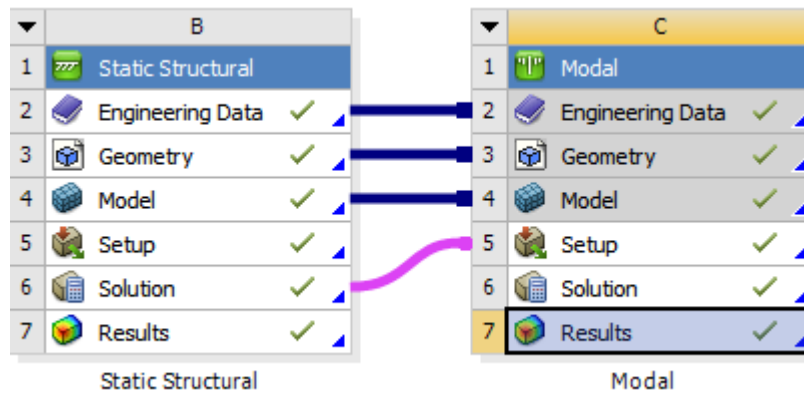 B
1 Static Structural
2 Engineering Data
3 Geometry
4 Model
5 Setup
6 Solution
7 Results
Static Structural
C
1 Modal
2 Engineering Data
3 Geometry
4 Model
5 Setup
6 Solution
7 Results
Modal